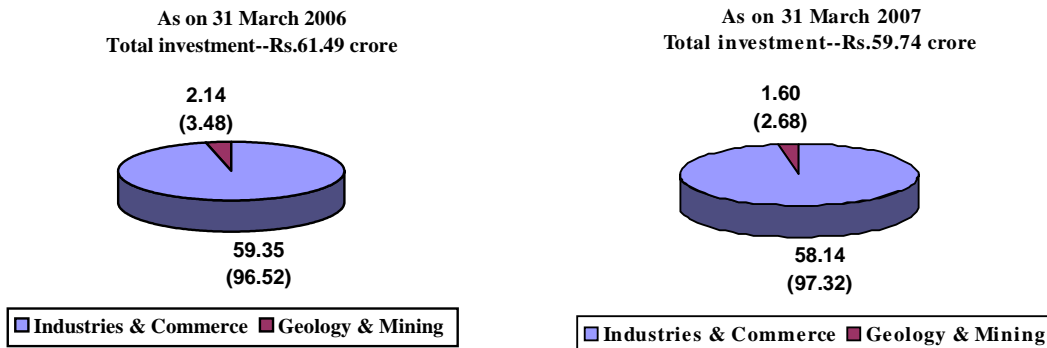 As on 31 March 2006
Total investment--Rs.61.49 crore
2.14
(3.48)
59.35
(96.52)
Industries & Commerce Geology & Mining
As on 31 March 2007
Total investment--Rs.59.74 crore
1.60
(2.68)
58.14
(97.32)
Industries & Commerce Geology & Mining